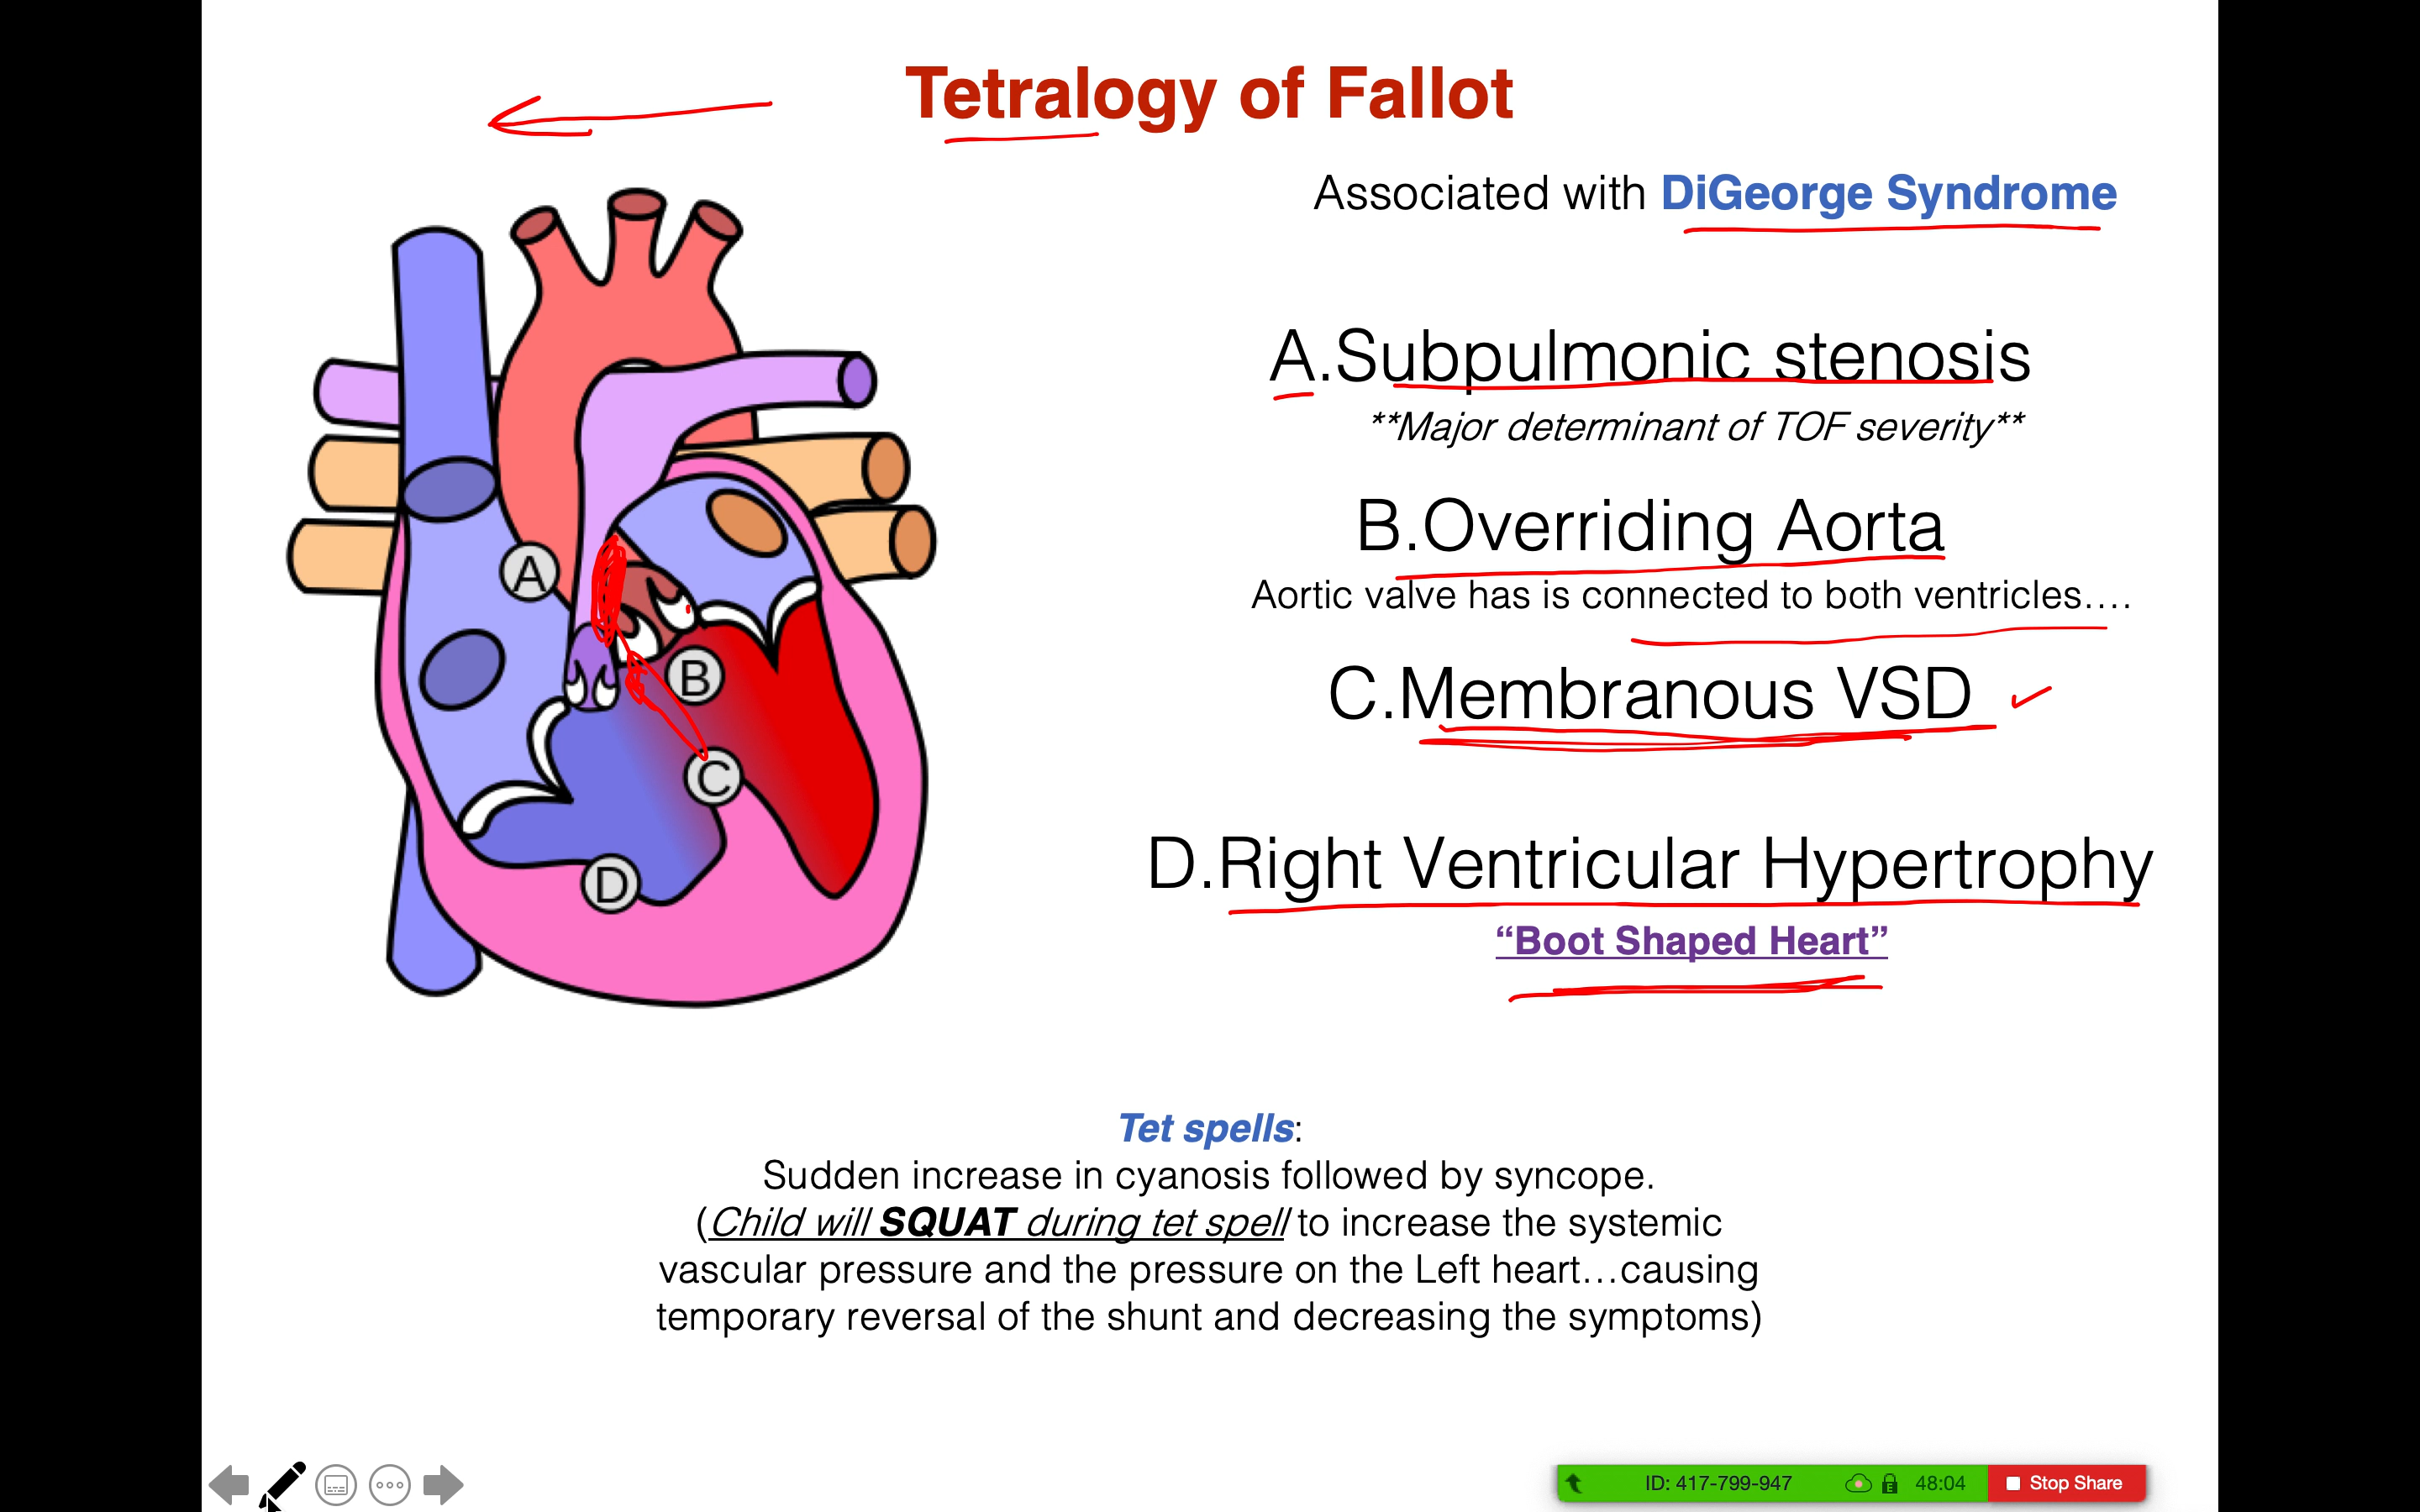 Tetralogy of Fallot
Associated with DiGeorge Syndrome
A.Subpulmonic stenosis
**Major determinant of TOF severity**
B.Overriding Aorta
Aortic valve has is connected to both ventricles....
C.Membranous VSD
D.Right Ventricular Hypertrophy
“Boot Shaped Heart”
A
B
C
D
Tet spells:
Sudden increase in cyanosis followed by syncope.
(Child will SQUAT during tet spell to increase the systemic
vascular pressure and the pressure on the Left heart...causing
temporary reversal of the shunt and decreasing the symptoms)
ID: 417-799-947 E 48:04 Stop Share